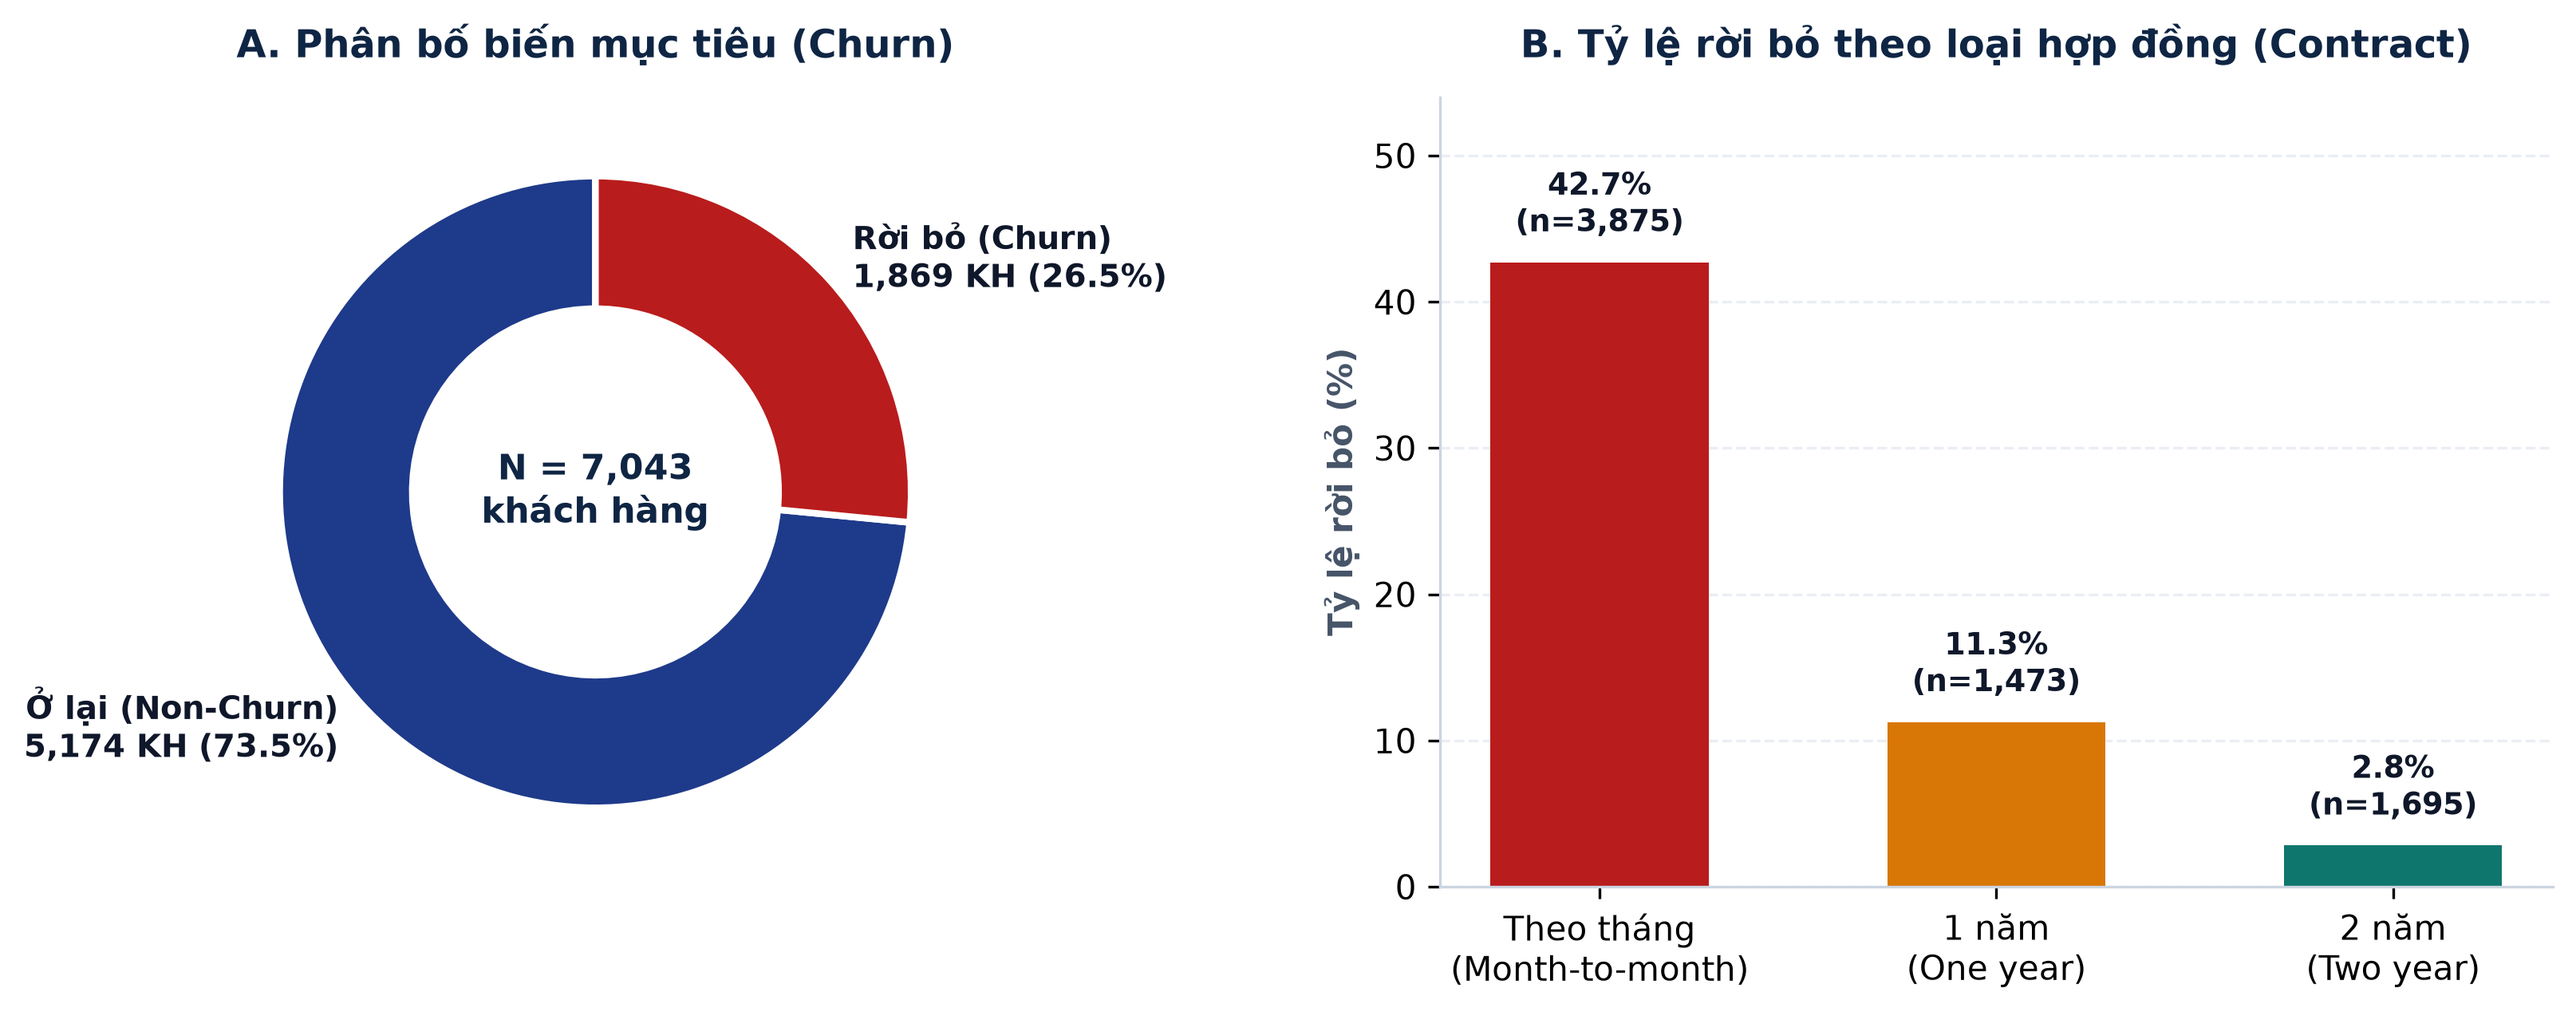 A. Phân bố biến mục tiêu (Churn)
Rời bỏ (Churn)
1,869 KH (26.5%)
N = 7,043
khách hàng
Ở lại (Non-Churn)
5,174 KH (73.5%)
B. Tỷ lệ rời bỏ theo loại hợp đồng (Contract)
Tỷ lệ rời bỏ (%)
50
40
30
20
10
0
42.7%
(n=3,875)
11.3%
(n=1,473)
2.8%
(n=1,695)
Theo tháng
(Month-to-month)
1 năm
(One year)
2 năm
(Two year)